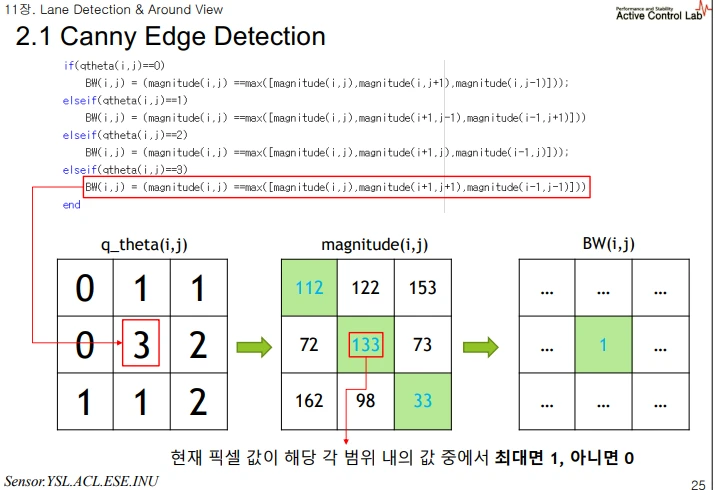 11장. Lane Detection & Around View
Performance and Stability
Active Control Lab
2.1 Canny Edge Detection
if(qtheta(i,j)==0)
BW(i,j) = (magnitude(i,j) ==max([magnitude(i,j),magnitude(i,j+1),magnitude(i,j-1)]));
elseif(qtheta(i,j)==1)
BW(i,j) = (magnitude(i,j) ==max([magnitude(i,j),magnitude(i+1,j-1),magnitude(i-1,j+1)]))
elseif(qtheta(i,j)==2)
BW(i,j) = (magnitude(i,j) ==max([magnitude(i,j),magnitude(i+1,j),magnitude(i-1,j)]));
elseif(qtheta(i,j)==3)
BW(i,j) = (magnitude(i,j) ==max([magnitude(i,j),magnitude(i+1,j+1),magnitude(i-1,j-1)]))
end
q_theta(i,j) magnitude(i,j) BW(i,j)
0 1 1 112 122 153 ... ... ...
0 3 2 72 133 73 ... 1 ...
1 1 2 162 98 33 ... ... ...
현재 픽셀 값이 해당 각 범위 내의 값 중에서 최대면 1, 아니면 0
Sensor.YSL.ACL.ESE.INU
25